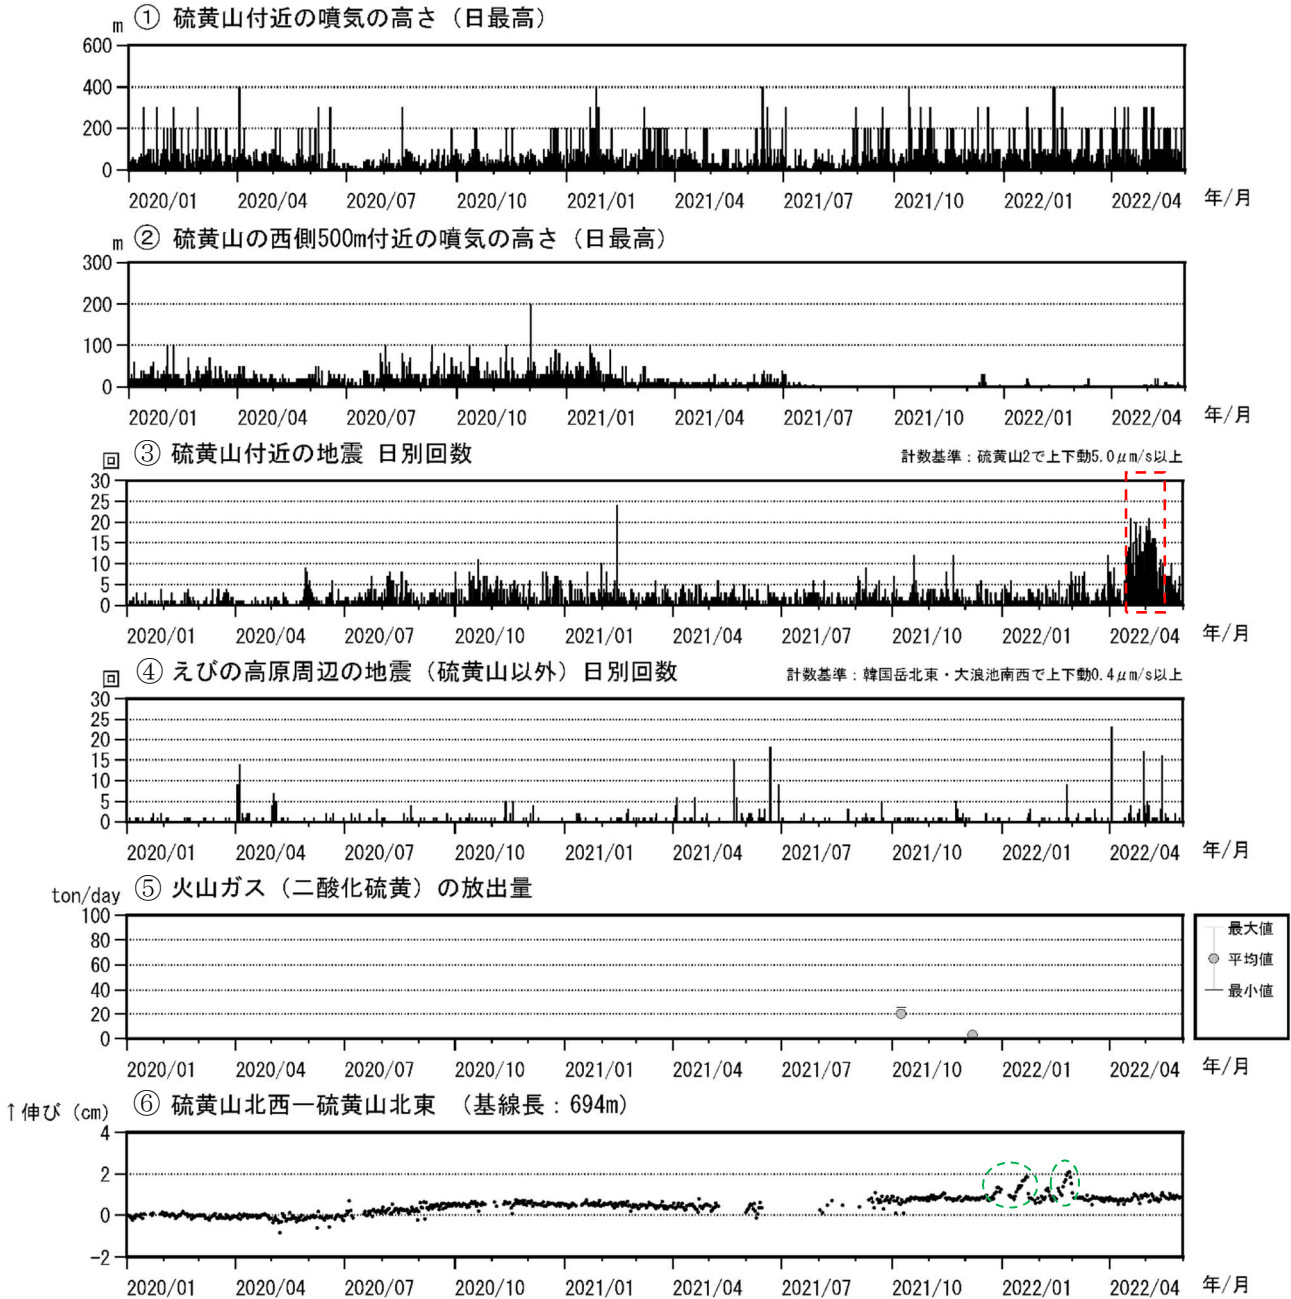 ① 硫黄山付近の噴気の高さ（日最高）
m
600
400
200
0
2020/01 2020/04 2020/07 2020/10 2021/01 2021/04 2021/07 2021/10 2022/01 2022/04 年/月
② 硫黄山の西側500m付近の噴気の高さ（日最高）
m
300
200
100
0
2020/01 2020/04 2020/07 2020/10 2021/01 2021/04 2021/07 2021/10 2022/01 2022/04 年/月
③ 硫黄山付近の地震 日別回数
計数基準：硫黄山2で上下動5.0μm/s以上
回
30
25
20
15
10
5
0
2020/01 2020/04 2020/07 2020/10 2021/01 2021/04 2021/07 2021/10 2022/01 2022/04 年/月
④ えびの高原周辺の地震（硫黄山以外）日別回数
計数基準：韓国岳北東・大浪池南西で上下動0.4μm/s以上
回
30
25
20
15
10
5
0
2020/01 2020/04 2020/07 2020/10 2021/01 2021/04 2021/07 2021/10 2022/01 2022/04 年/月
⑤ 火山ガス（二酸化硫黄）の放出量
ton/day
100
80
60
40
20
0
最大値
平均値
最小値
2020/01 2020/04 2020/07 2020/10 2021/01 2021/04 2021/07 2021/10 2022/01 2022/04 年/月
⑥ 硫黄山北西―硫黄山北東 （基線長：694m）
↑伸び（cm）
4
2
0
-2
2020/01 2020/04 2020/07 2020/10 2021/01 2021/04 2021/07 2021/10 2022/01 2022/04 年/月